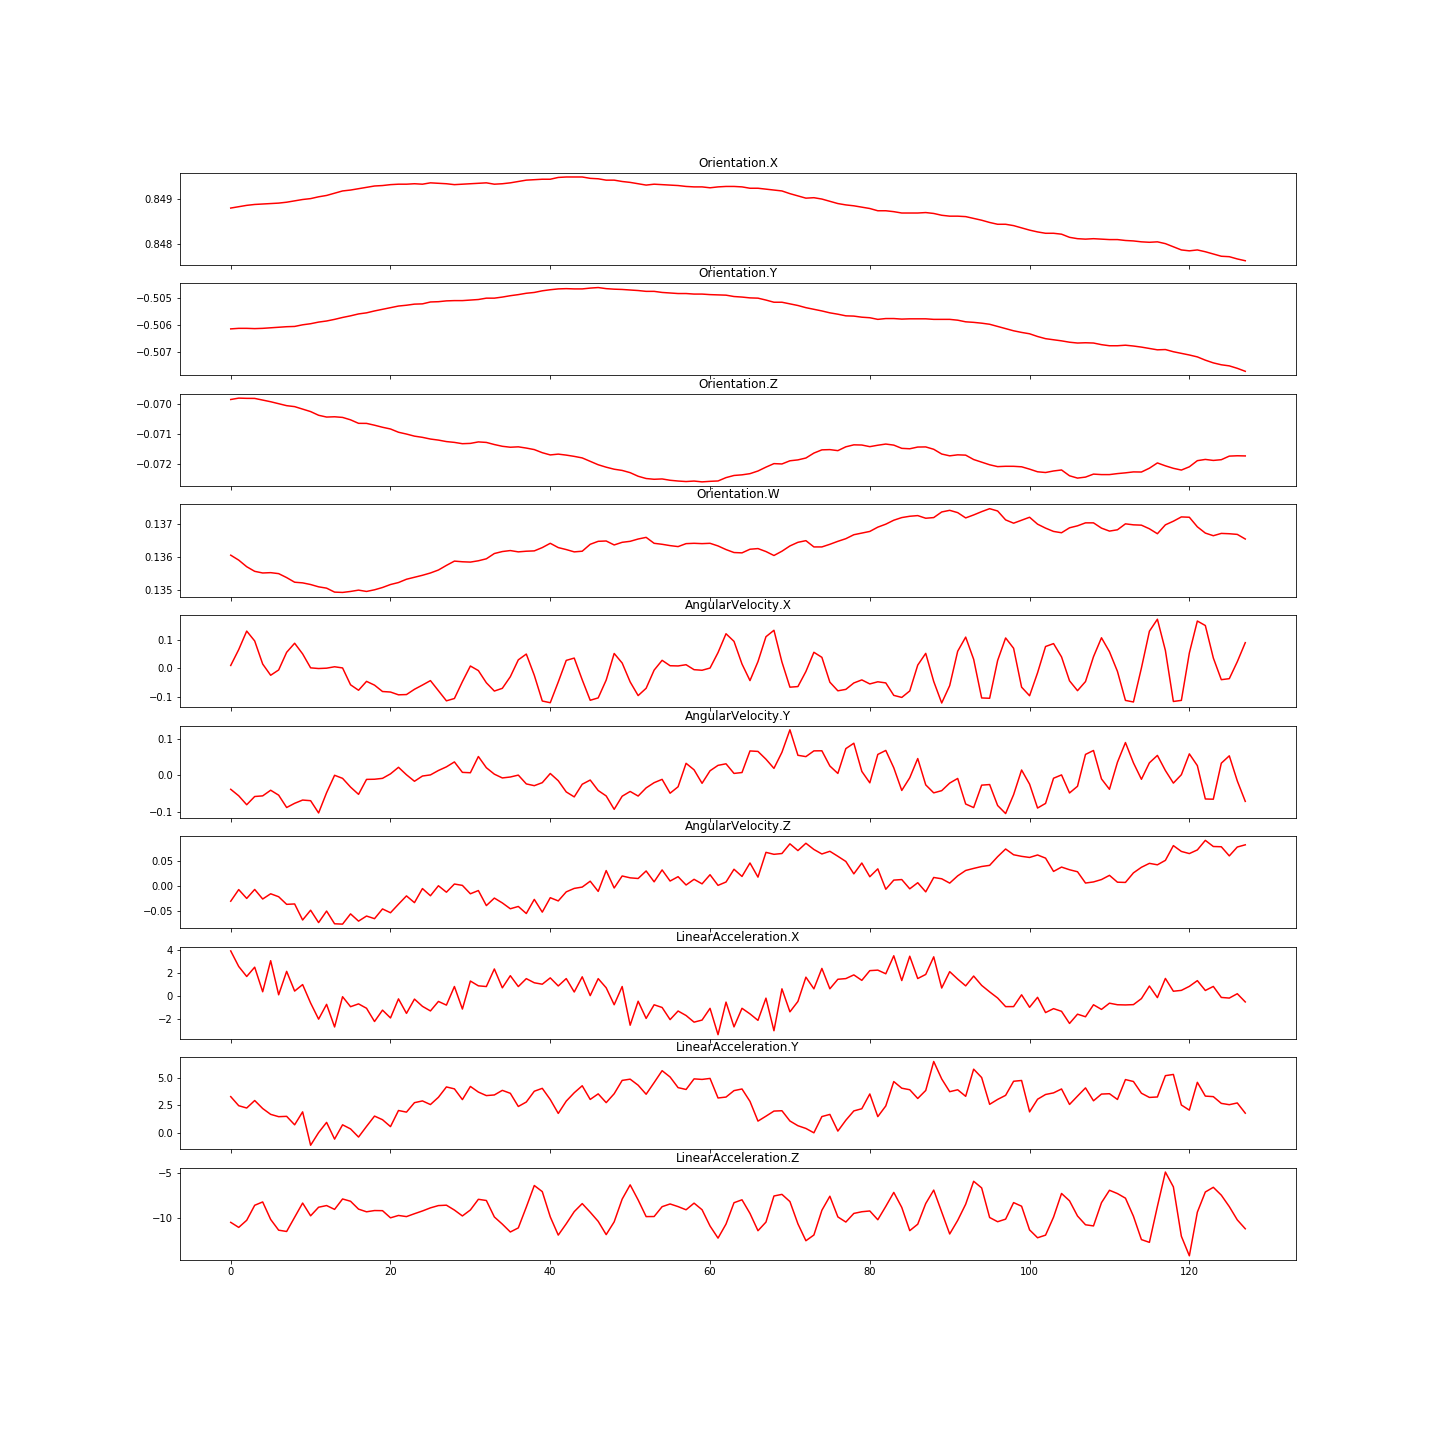 Orientation.X
0.849
0.848
Orientation.Y
−0.505
−0.506
−0.507
Orientation.Z
−0.070
−0.071
−0.072
Orientation.W
0.137
0.136
0.135
AngularVelocity.X
0.1
0.0
−0.1
AngularVelocity.Y
0.1
0.0
−0.1
AngularVelocity.Z
0.05
0.00
−0.05
LinearAcceleration.X
4
2
0
−2
LinearAcceleration.Y
5.0
2.5
0.0
LinearAcceleration.Z
−5
−10
0 20 40 60 80 100 120